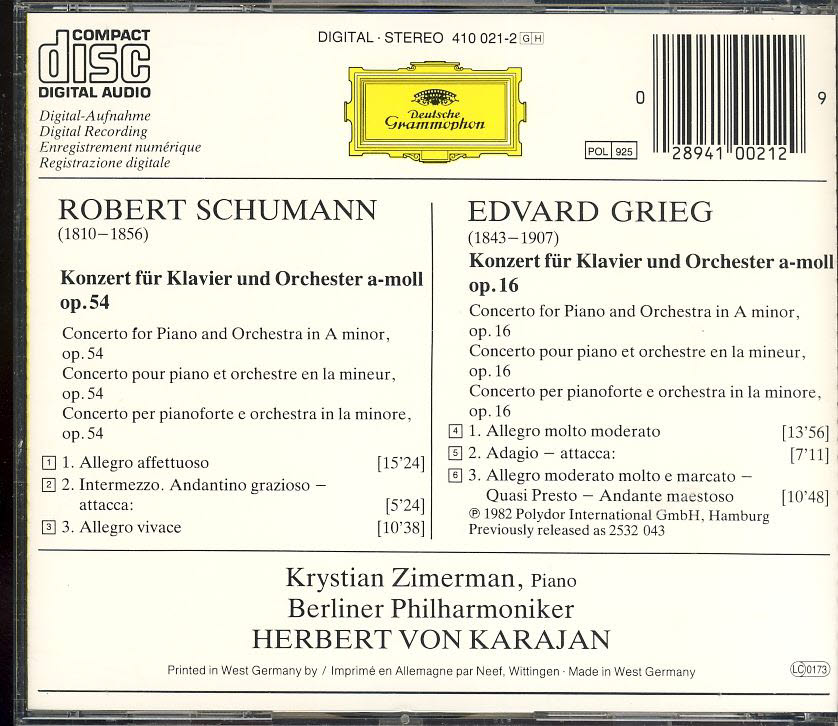 COMPACT
disc
DIGITAL AUDIO
Digital-Aufnahme
Digital Recording
Enregistrement numérique
Registrazione digitale
DIGITAL · STEREO 410 021-2 GH
Deutsche
Grammophon
POL 925
0 28941 00212 9
ROBERT SCHUMANN
(1810–1856)
Konzert für Klavier und Orchester a-moll
op. 54
Concerto for Piano and Orchestra in A minor,
op. 54
Concerto pour piano et orchestre en la mineur,
op. 54
Concerto per pianoforte e orchestra in la minore,
op. 54
1 1. Allegro affettuoso [15'24]
2 2. Intermezzo. Andantino grazioso –
attacca: [5'24]
3 3. Allegro vivace [10'38]
EDVARD GRIEG
(1843–1907)
Konzert für Klavier und Orchester a-moll
op. 16
Concerto for Piano and Orchestra in A minor,
op. 16
Concerto pour piano et orchestre en la mineur,
op. 16
Concerto per pianoforte e orchestra in la minore,
op. 16
4 1. Allegro molto moderato [13'56]
5 2. Adagio – attacca: [7'11]
6 3. Allegro moderato molto e marcato –
Quasi Presto – Andante maestoso [10'48]
℗ 1982 Polydor International GmbH, Hamburg
Previously released as 2532 043
Krystian Zimerman, Piano
Berliner Philharmoniker
HERBERT VON KARAJAN
Printed in West Germany by / Imprimé en Allemagne par Neef, Wittingen · Made in West Germany
LC 0173